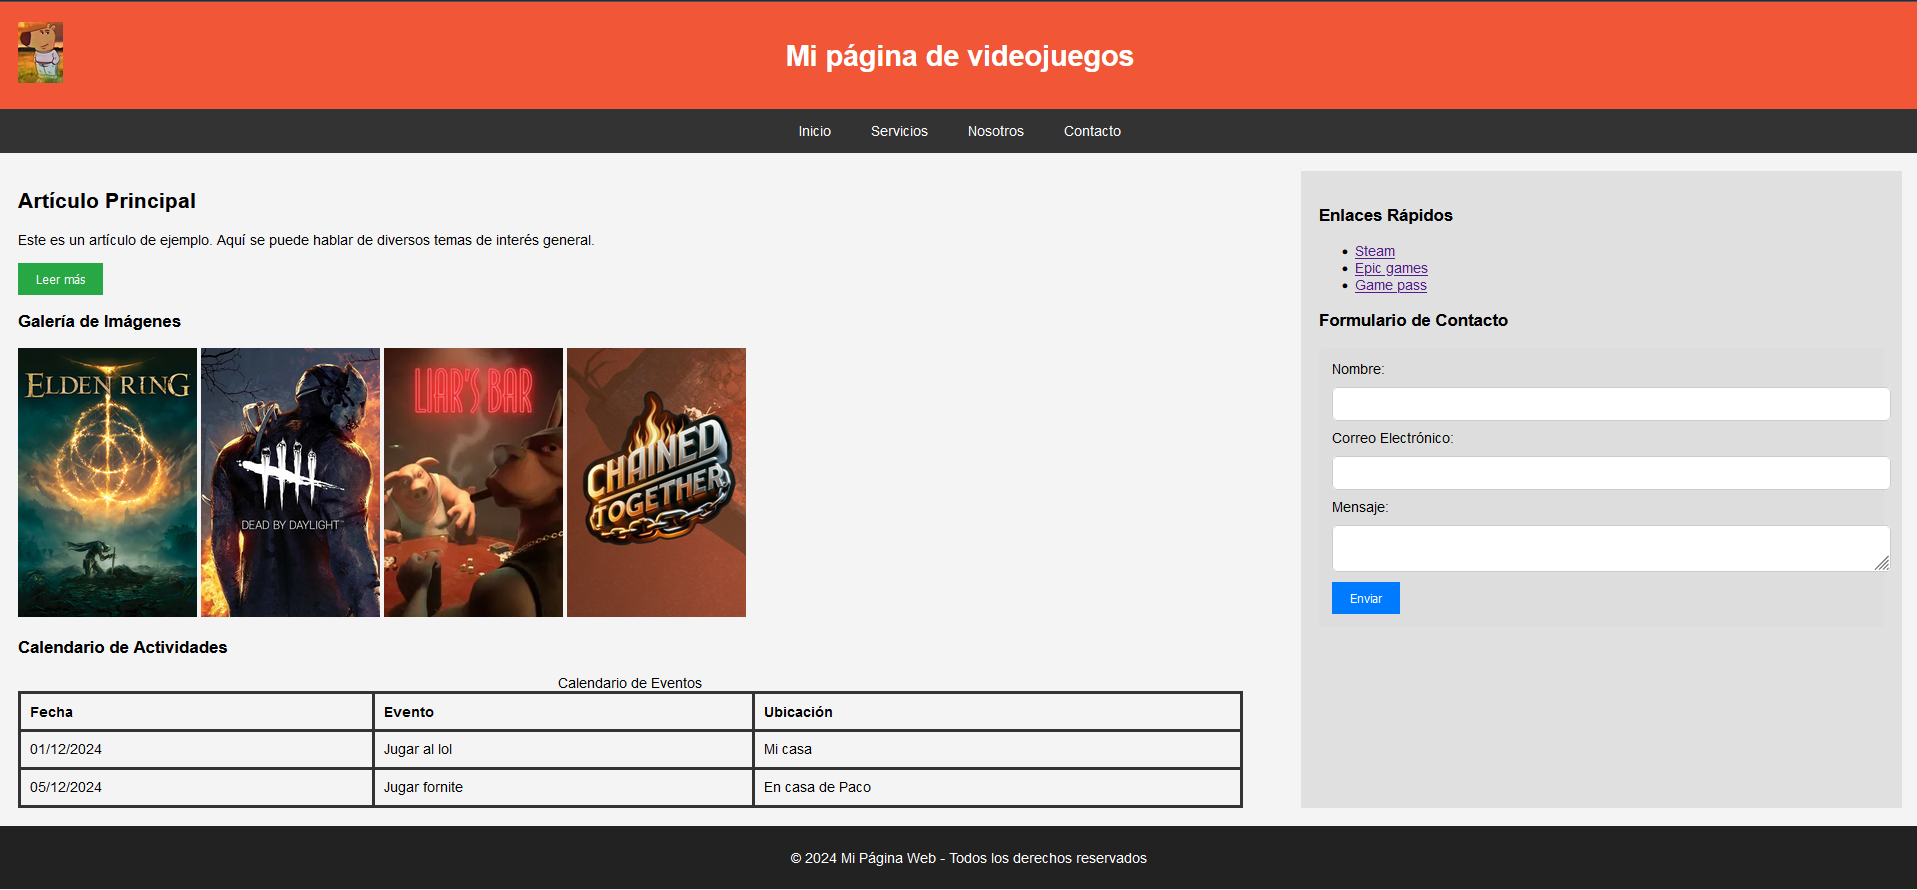 Mi página de videojuegos
Inicio Servicios Nosotros Contacto
Artículo Principal
Este es un artículo de ejemplo. Aquí se puede hablar de diversos temas de interés general.
Leer más
Galería de Imágenes
ELDEN RING
DEAD BY DAYLIGHT
LIAR'S BAR
CHAINED
TOGETHER
Calendario de Actividades
Calendario de Eventos
Fecha Evento Ubicación
01/12/2024 Jugar al lol Mi casa
05/12/2024 Jugar fornite En casa de Paco
Enlaces Rápidos
Steam
Epic games
Game pass
Formulario de Contacto
Nombre:
Correo Electrónico:
Mensaje:
Enviar
© 2024 Mi Página Web - Todos los derechos reservados